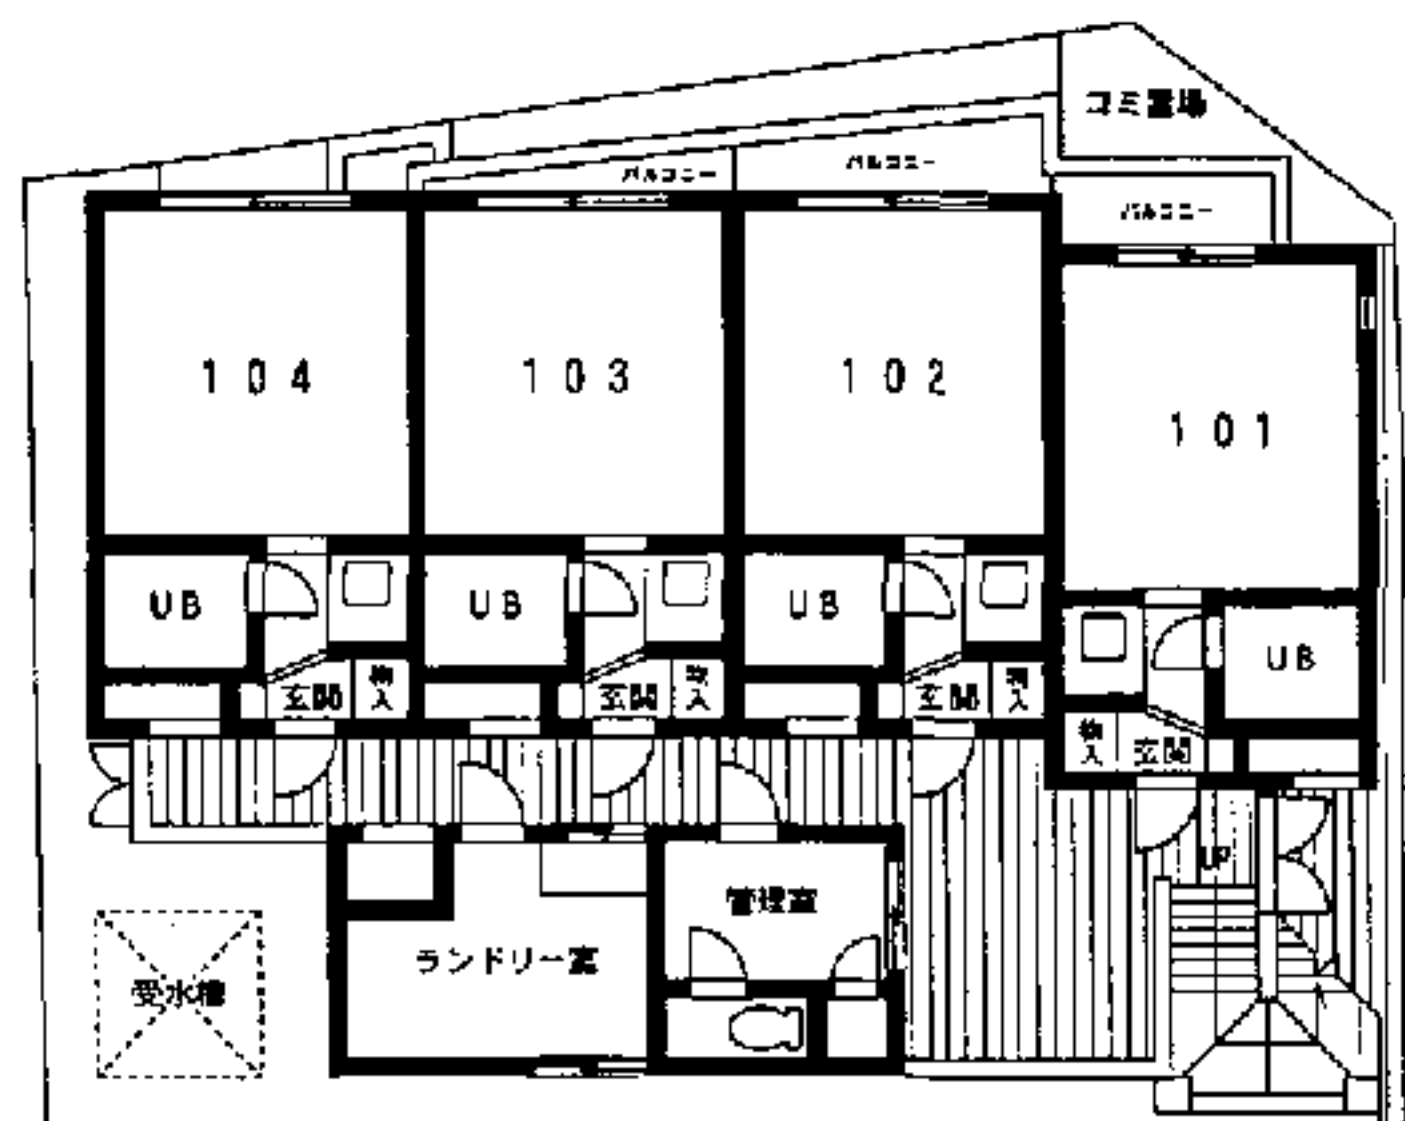 ゴミ置場
バルコニー
バルコニー
バルコニー
104
103
102
101
UB
UB
UB
UB
玄関
物入
玄関
物入
玄関
物入
物入
玄関
UP
管理室
ランドリー室
受水槽